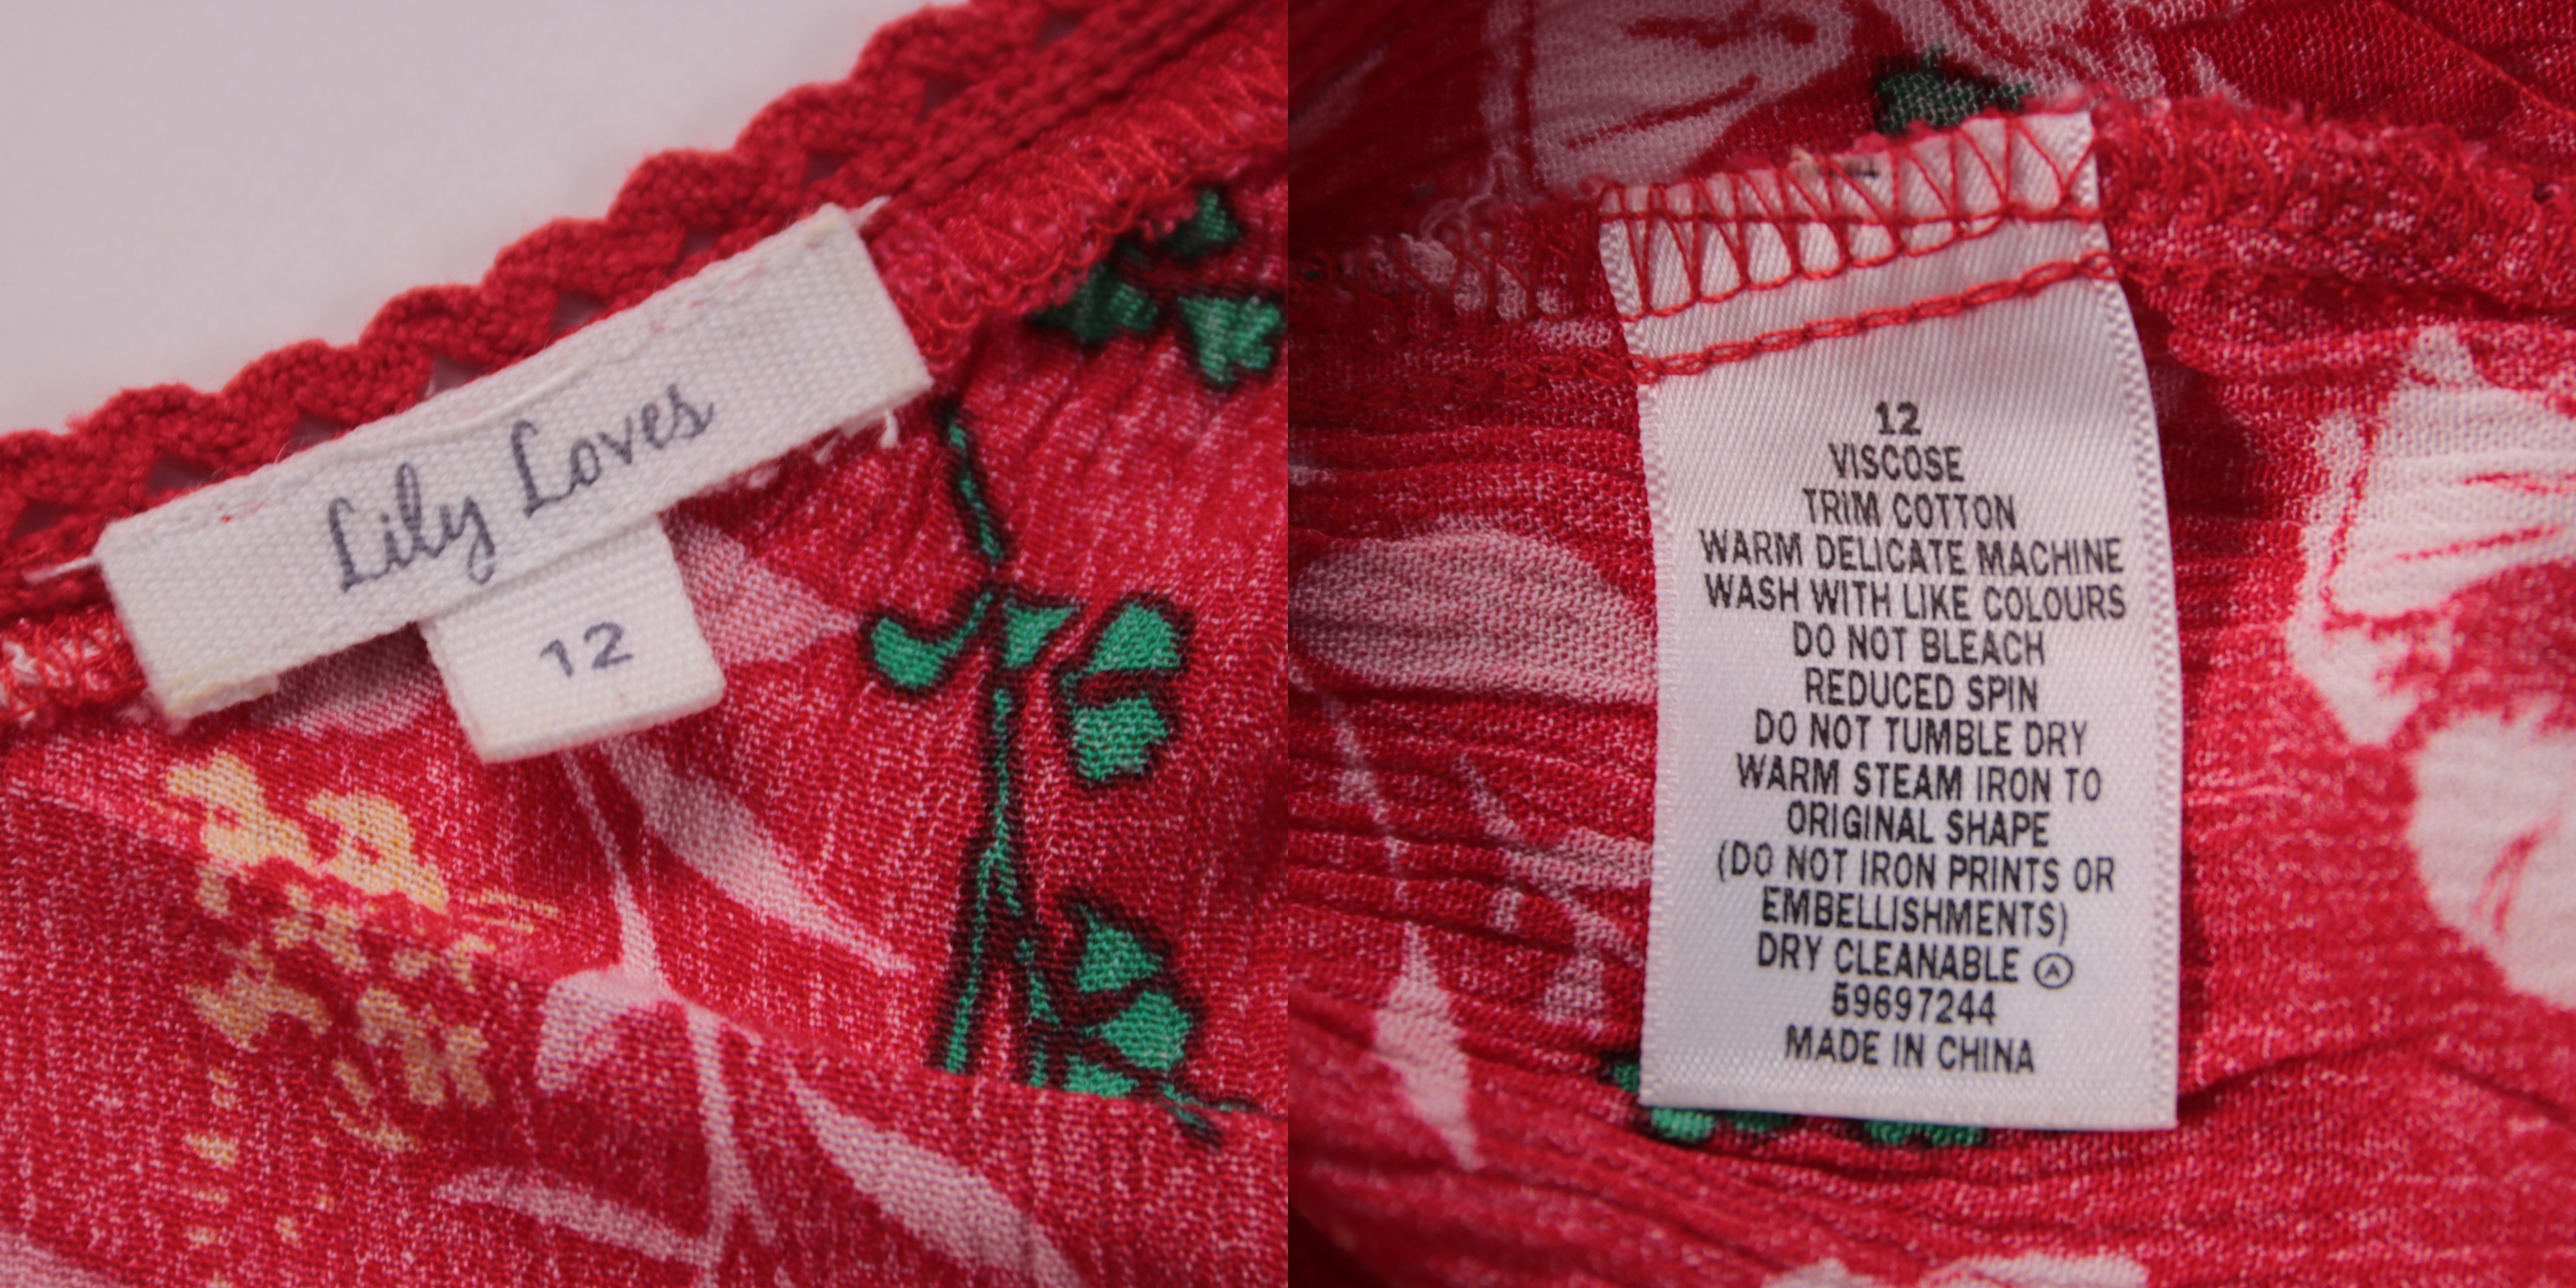 Lily Loves
12
12
VISCOSE
TRIM COTTON
WARM DELICATE MACHINE
WASH WITH LIKE COLOURS
DO NOT BLEACH
REDUCED SPIN
DO NOT TUMBLE DRY
WARM STEAM IRON TO
ORIGINAL SHAPE
(DO NOT IRON PRINTS OR
EMBELLISHMENTS)
DRY CLEANABLE Ⓐ
59697244
MADE IN CHINA